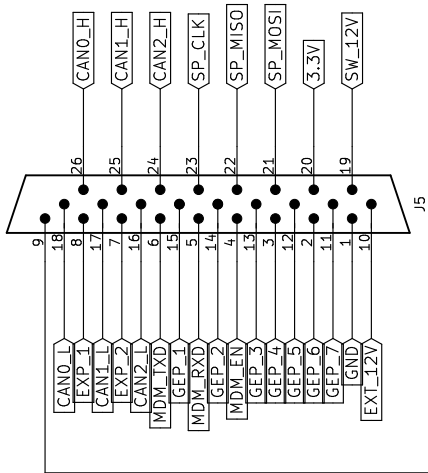 CAN0_H
CAN1_H
CAN2_H
SP_CLK
SP_MISO
SP_MOSI
3.3V
SW_12V
26
25
24
23
22
21
20
19
J5
9
18
8
17
7
16
6
15
5
14
4
13
3
12
2
11
1
10
CAN0_L
EXP_1
CAN1_L
EXP_2
CAN2_L
MDM_TXD
GEP_1
MDM_RXD
GEP_2
MDM_EN
GEP_3
GEP_4
GEP_5
GEP_6
GEP_7
GND
EXT_12V